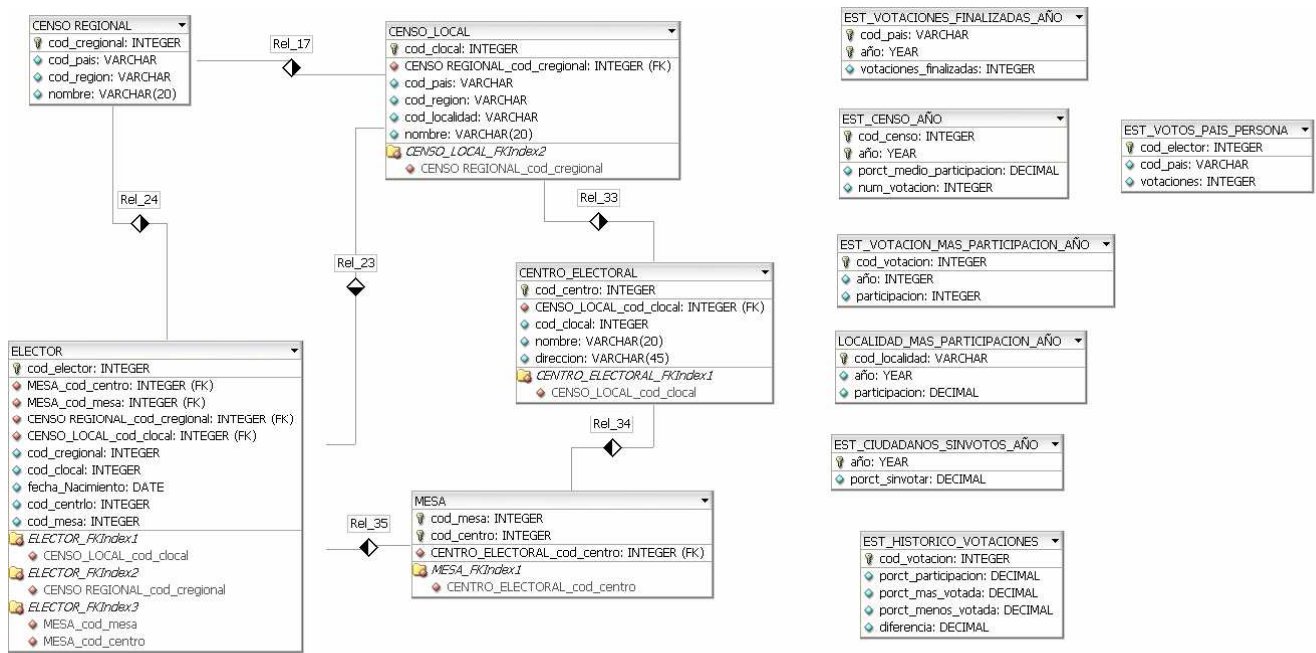 CENSO REGIONAL
cod_cregional: INTEGER
cod_pais: VARCHAR
cod_region: VARCHAR
nombre: VARCHAR(20)
Rel_17
CENSO_LOCAL
cod_clocal: INTEGER
CENSO REGIONAL_cod_cregional: INTEGER (FK)
cod_pais: VARCHAR
cod_region: VARCHAR
cod_localidad: VARCHAR
nombre: VARCHAR(20)
CENSO_LOCAL_FKIndex2
CENSO REGIONAL_cod_cregional
Rel_24
Rel_33
Rel_23
CENTRO_ELECTORAL
cod_centro: INTEGER
CENSO_LOCAL_cod_clocal: INTEGER (FK)
cod_clocal: INTEGER
nombre: VARCHAR(20)
direccion: VARCHAR(45)
CENTRO_ELECTORAL_FKIndex1
CENSO_LOCAL_cod_clocal
ELECTOR
cod_elector: INTEGER
MESA_cod_centro: INTEGER (FK)
MESA_cod_mesa: INTEGER (FK)
CENSO REGIONAL_cod_cregional: INTEGER (FK)
CENSO_LOCAL_cod_clocal: INTEGER (FK)
cod_cregional: INTEGER
cod_clocal: INTEGER
fecha_Nacimiento: DATE
cod_centrlo: INTEGER
cod_mesa: INTEGER
ELECTOR_FKIndex1
CENSO_LOCAL_cod_clocal
ELECTOR_FKIndex2
CENSO REGIONAL_cod_cregional
ELECTOR_FKIndex3
MESA_cod_mesa
MESA_cod_centro
Rel_34
Rel_35
MESA
cod_mesa: INTEGER
cod_centro: INTEGER
CENTRO_ELECTORAL_cod_centro: INTEGER (FK)
MESA_FKIndex1
CENTRO_ELECTORAL_cod_centro
EST_VOTACIONES_FINALIZADAS_AÑO
cod_pais: VARCHAR
año: YEAR
votaciones_finalizadas: INTEGER
EST_CENSO_AÑO
cod_censo: INTEGER
año: YEAR
porct_medio_participacion: DECIMAL
num_votacion: INTEGER
EST_VOTOS_PAIS_PERSONA
cod_elector: INTEGER
cod_pais: VARCHAR
votaciones: INTEGER
EST_VOTACION_MAS_PARTICIPACION_AÑO
cod_votacion: INTEGER
año: INTEGER
participacion: INTEGER
LOCALIDAD_MAS_PARTICIPACION_AÑO
cod_localidad: VARCHAR
año: YEAR
participacion: DECIMAL
EST_CIUDADANOS_SINVOTOS_AÑO
año: YEAR
porct_sinvotar: DECIMAL
EST_HISTORICO_VOTACIONES
cod_votacion: INTEGER
porct_participacion: DECIMAL
porct_mas_votada: DECIMAL
porct_menos_votada: DECIMAL
diferencia: DECIMAL